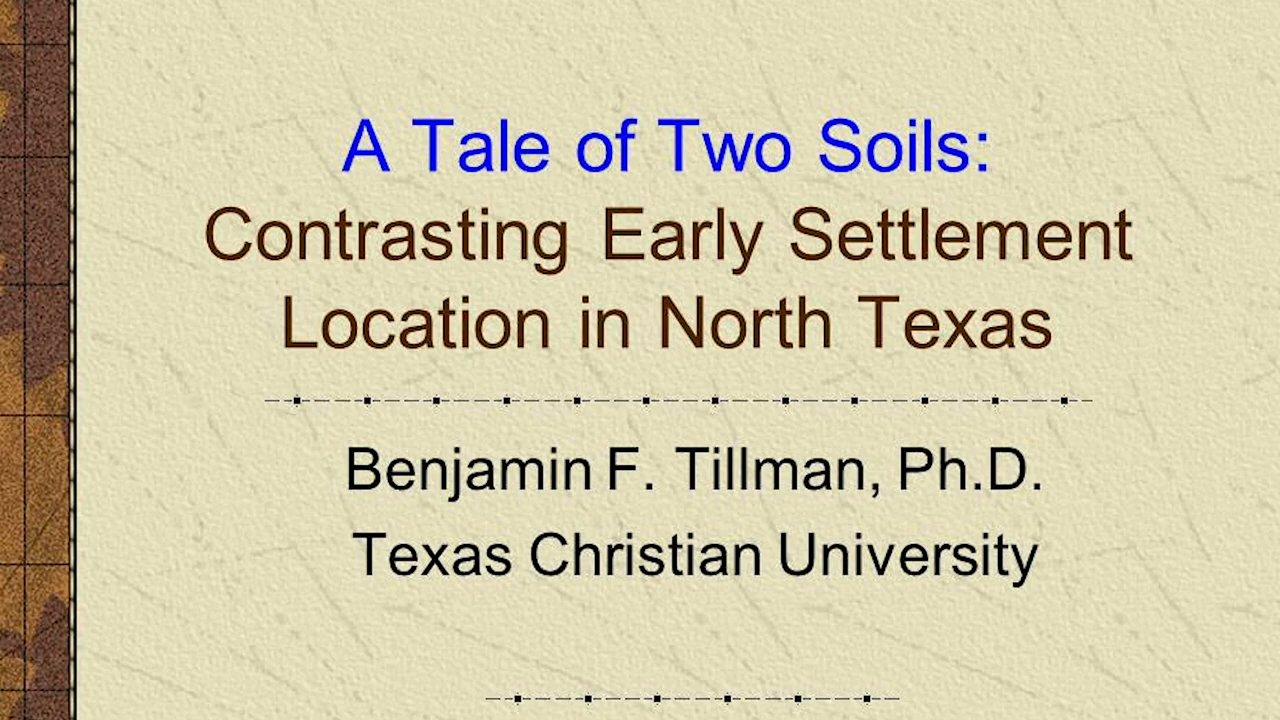 A Tale of Two Soils:
Contrasting Early Settlement
Location in North Texas
Benjamin F. Tillman, Ph.D.
Texas Christian University